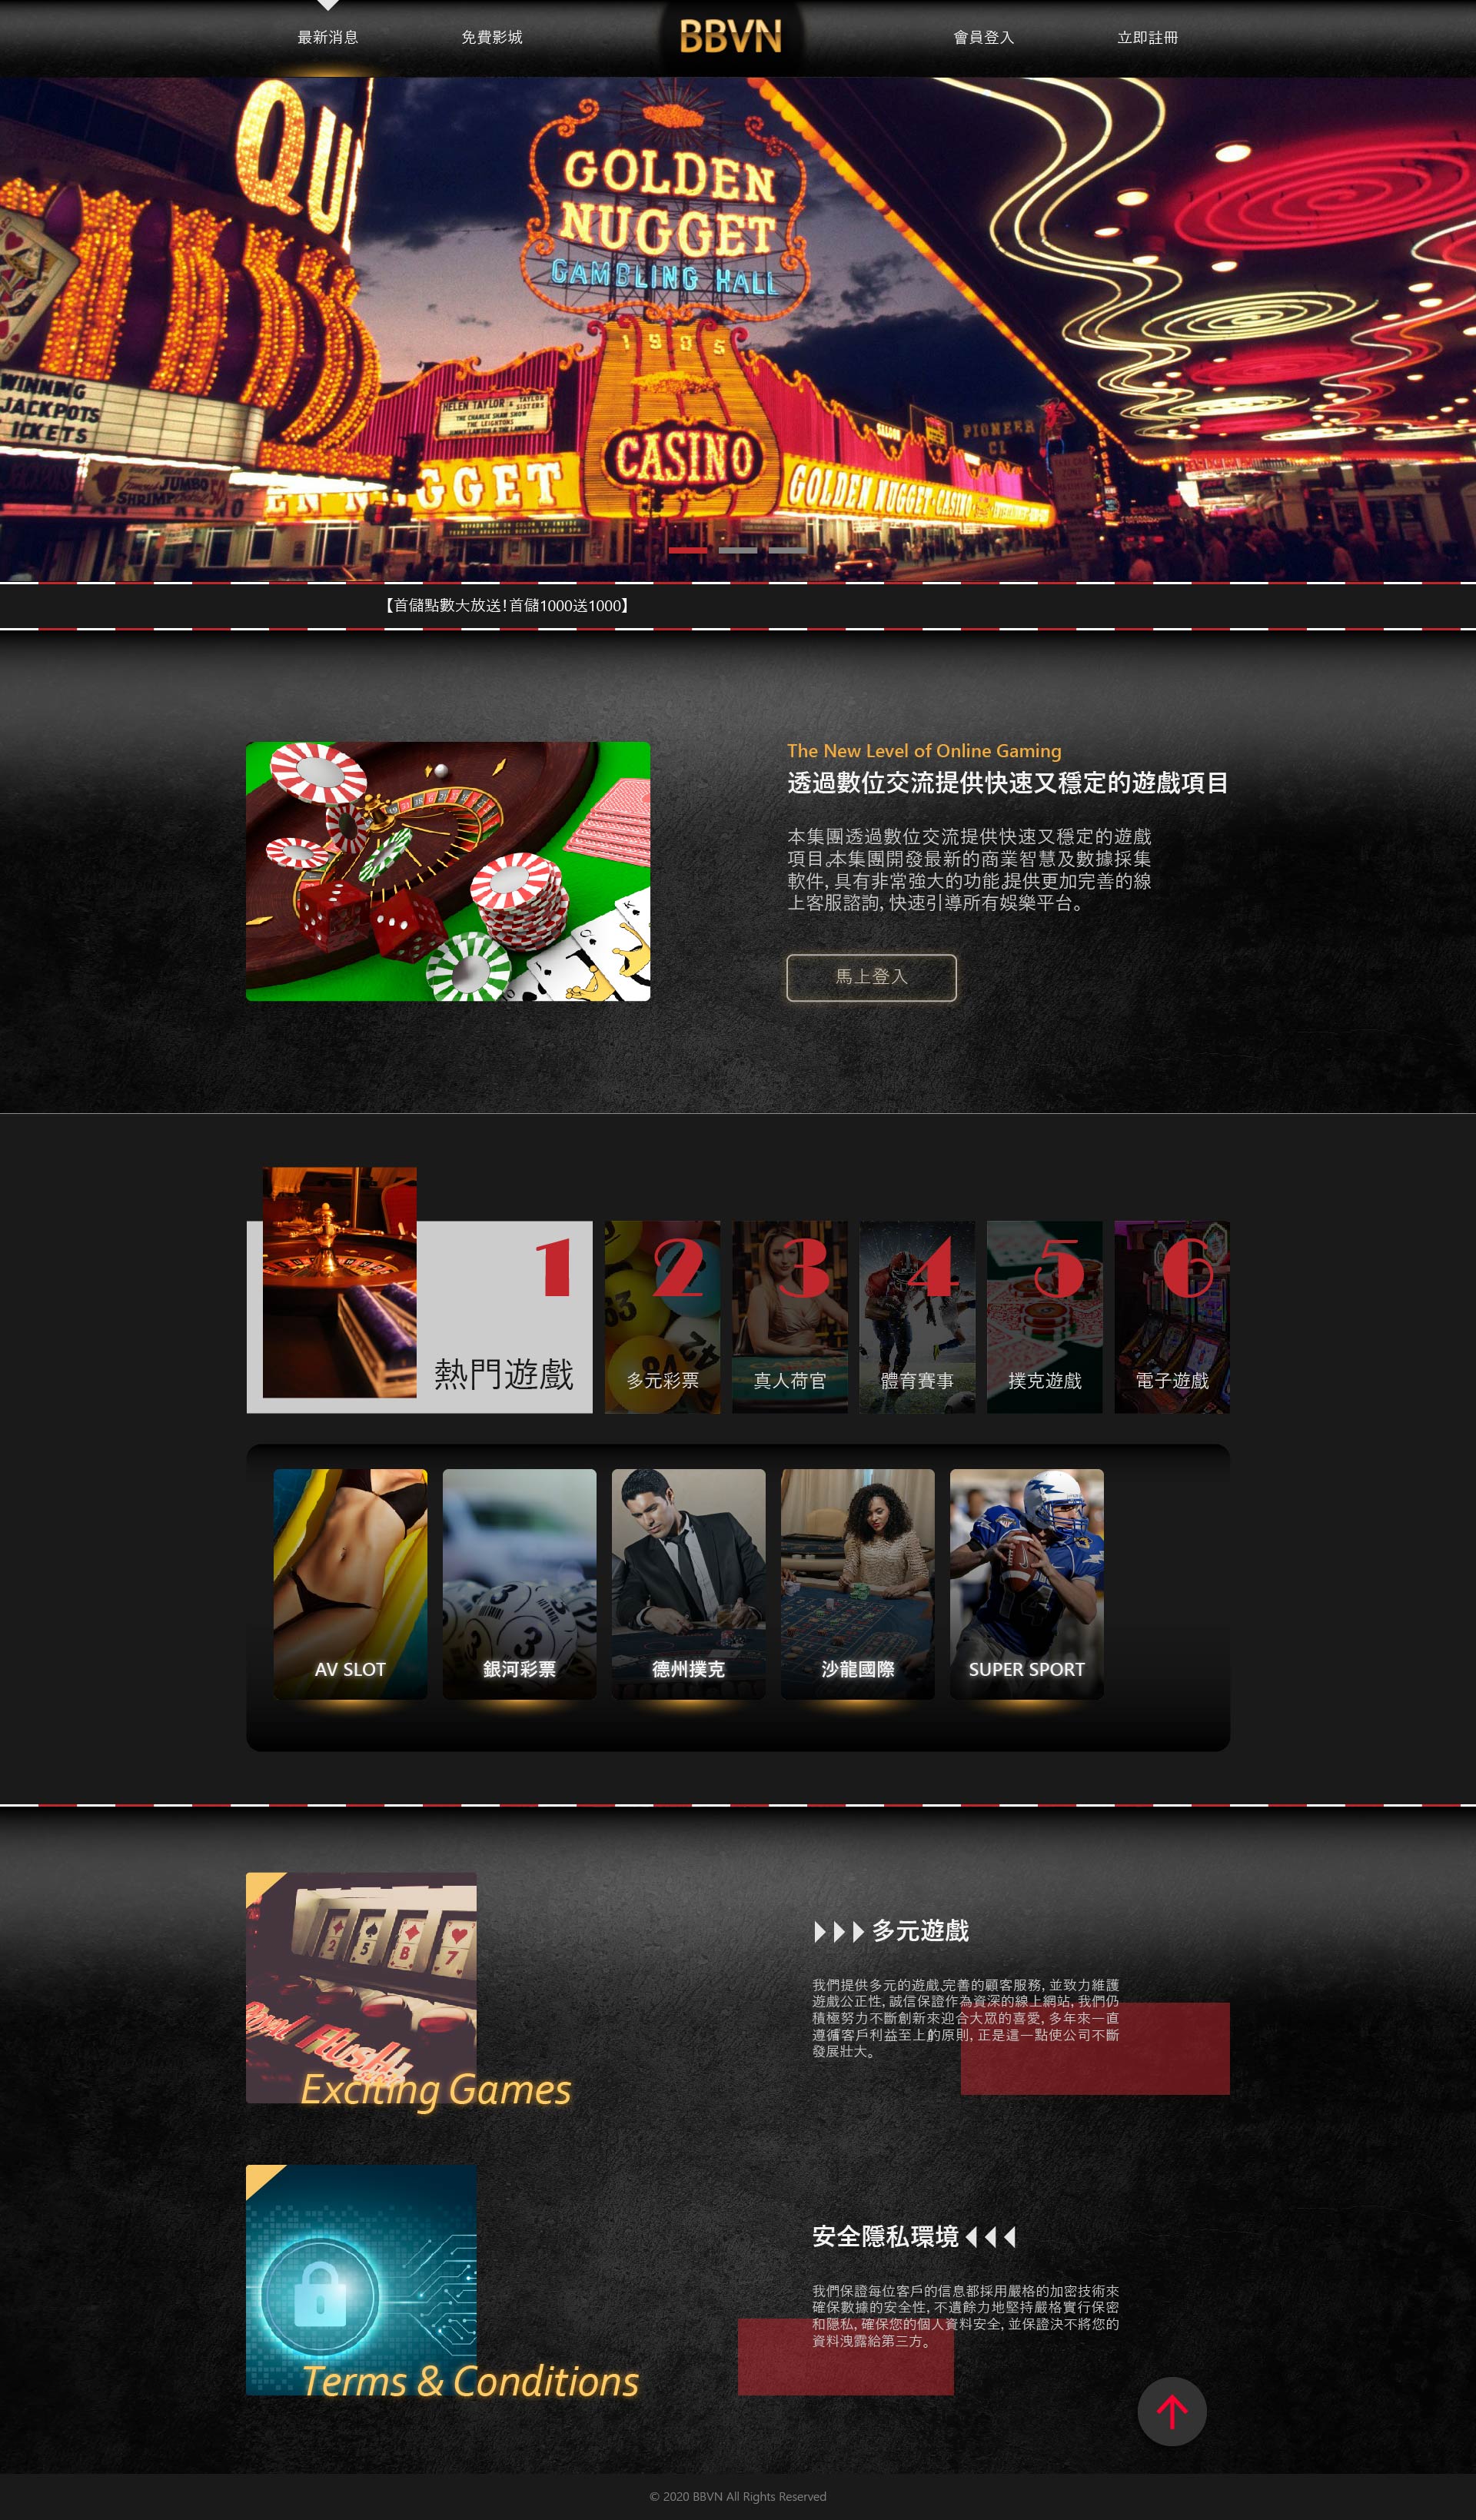 最新消息
免費影城
BBVN
會員登入
立即註冊
QU
GOLDEN
NUGGET
GAMBLING HALL
1905
WINNING
JACKPOTS
HELEN TAYLOR &
CASINO
GOLDEN NUGGET CASINO
PIONEER
JUMBO
SHRIMP
【首儲點數大放送!首儲1000送1000】
The New Level of Online Gaming
透過數位交流提供快速又穩定的遊戲項目
本集團透過數位交流提供快速又穩定的遊戲
項目。本集團開發最新的商業智慧及數據採集
軟件, 具有非常強大的功能。提供更加完善的線
上客服諮詢, 快速引導所有娛樂平台。
馬上登入
1
熱門遊戲
2
多元彩票
3
真人荷官
4
體育賽事
5
撲克遊戲
6
電子遊戲
AV SLOT
銀河彩票
德州撲克
沙龍國際
SUPER SPORT
Exciting Games
多元遊戲
我們提供多元的遊戲,完善的顧客服務, 並致力維護
遊戲公正性, 誠信保證作為資深的線上網站, 我們仍
積極努力不斷創新來迎合大眾的喜愛, 多年來一直
遵循"客戶利益至上"的原則, 正是這一點使公司不斷
發展壯大。
Terms & Conditions
安全隱私環境
我們保證每位客戶的信息都採用嚴格的加密技術來
確保數據的安全性, 不遺餘力地堅持嚴格實行保密
和隱私, 確保您的個人資料安全, 並保證決不將您的
資料洩露給第三方。
© 2020 BBVN All Rights Reserved